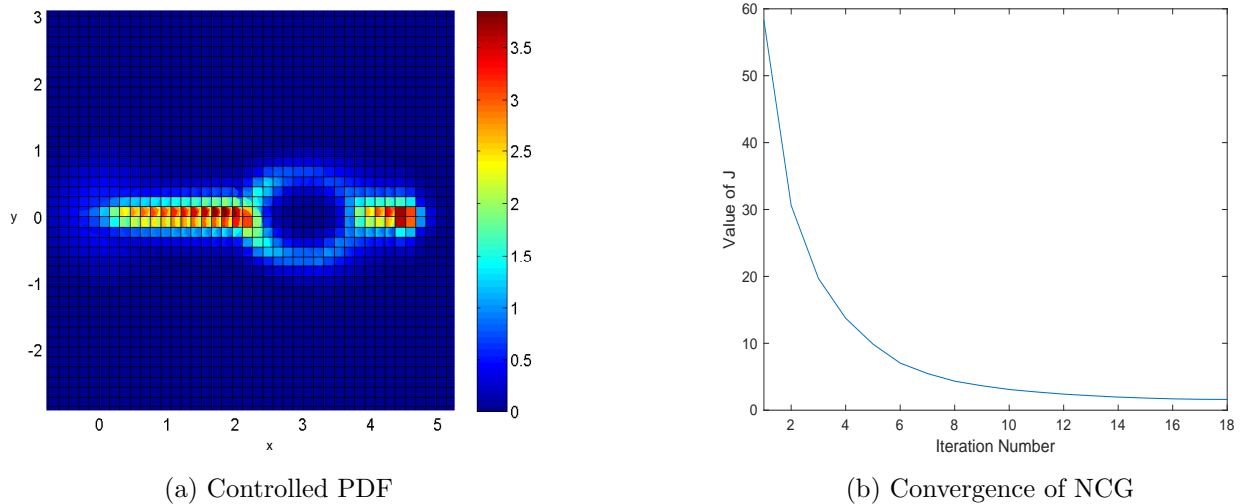 3
2
1
y
0
-1
-2
0 1 2 3 4 5
x
3.5
3
2.5
2
1.5
1
0.5
0
(a) Controlled PDF
60
50
40
30
20
10
0
Value of J
2 4 6 8 10 12 14 16 18
Iteration Number
(b) Convergence of NCG